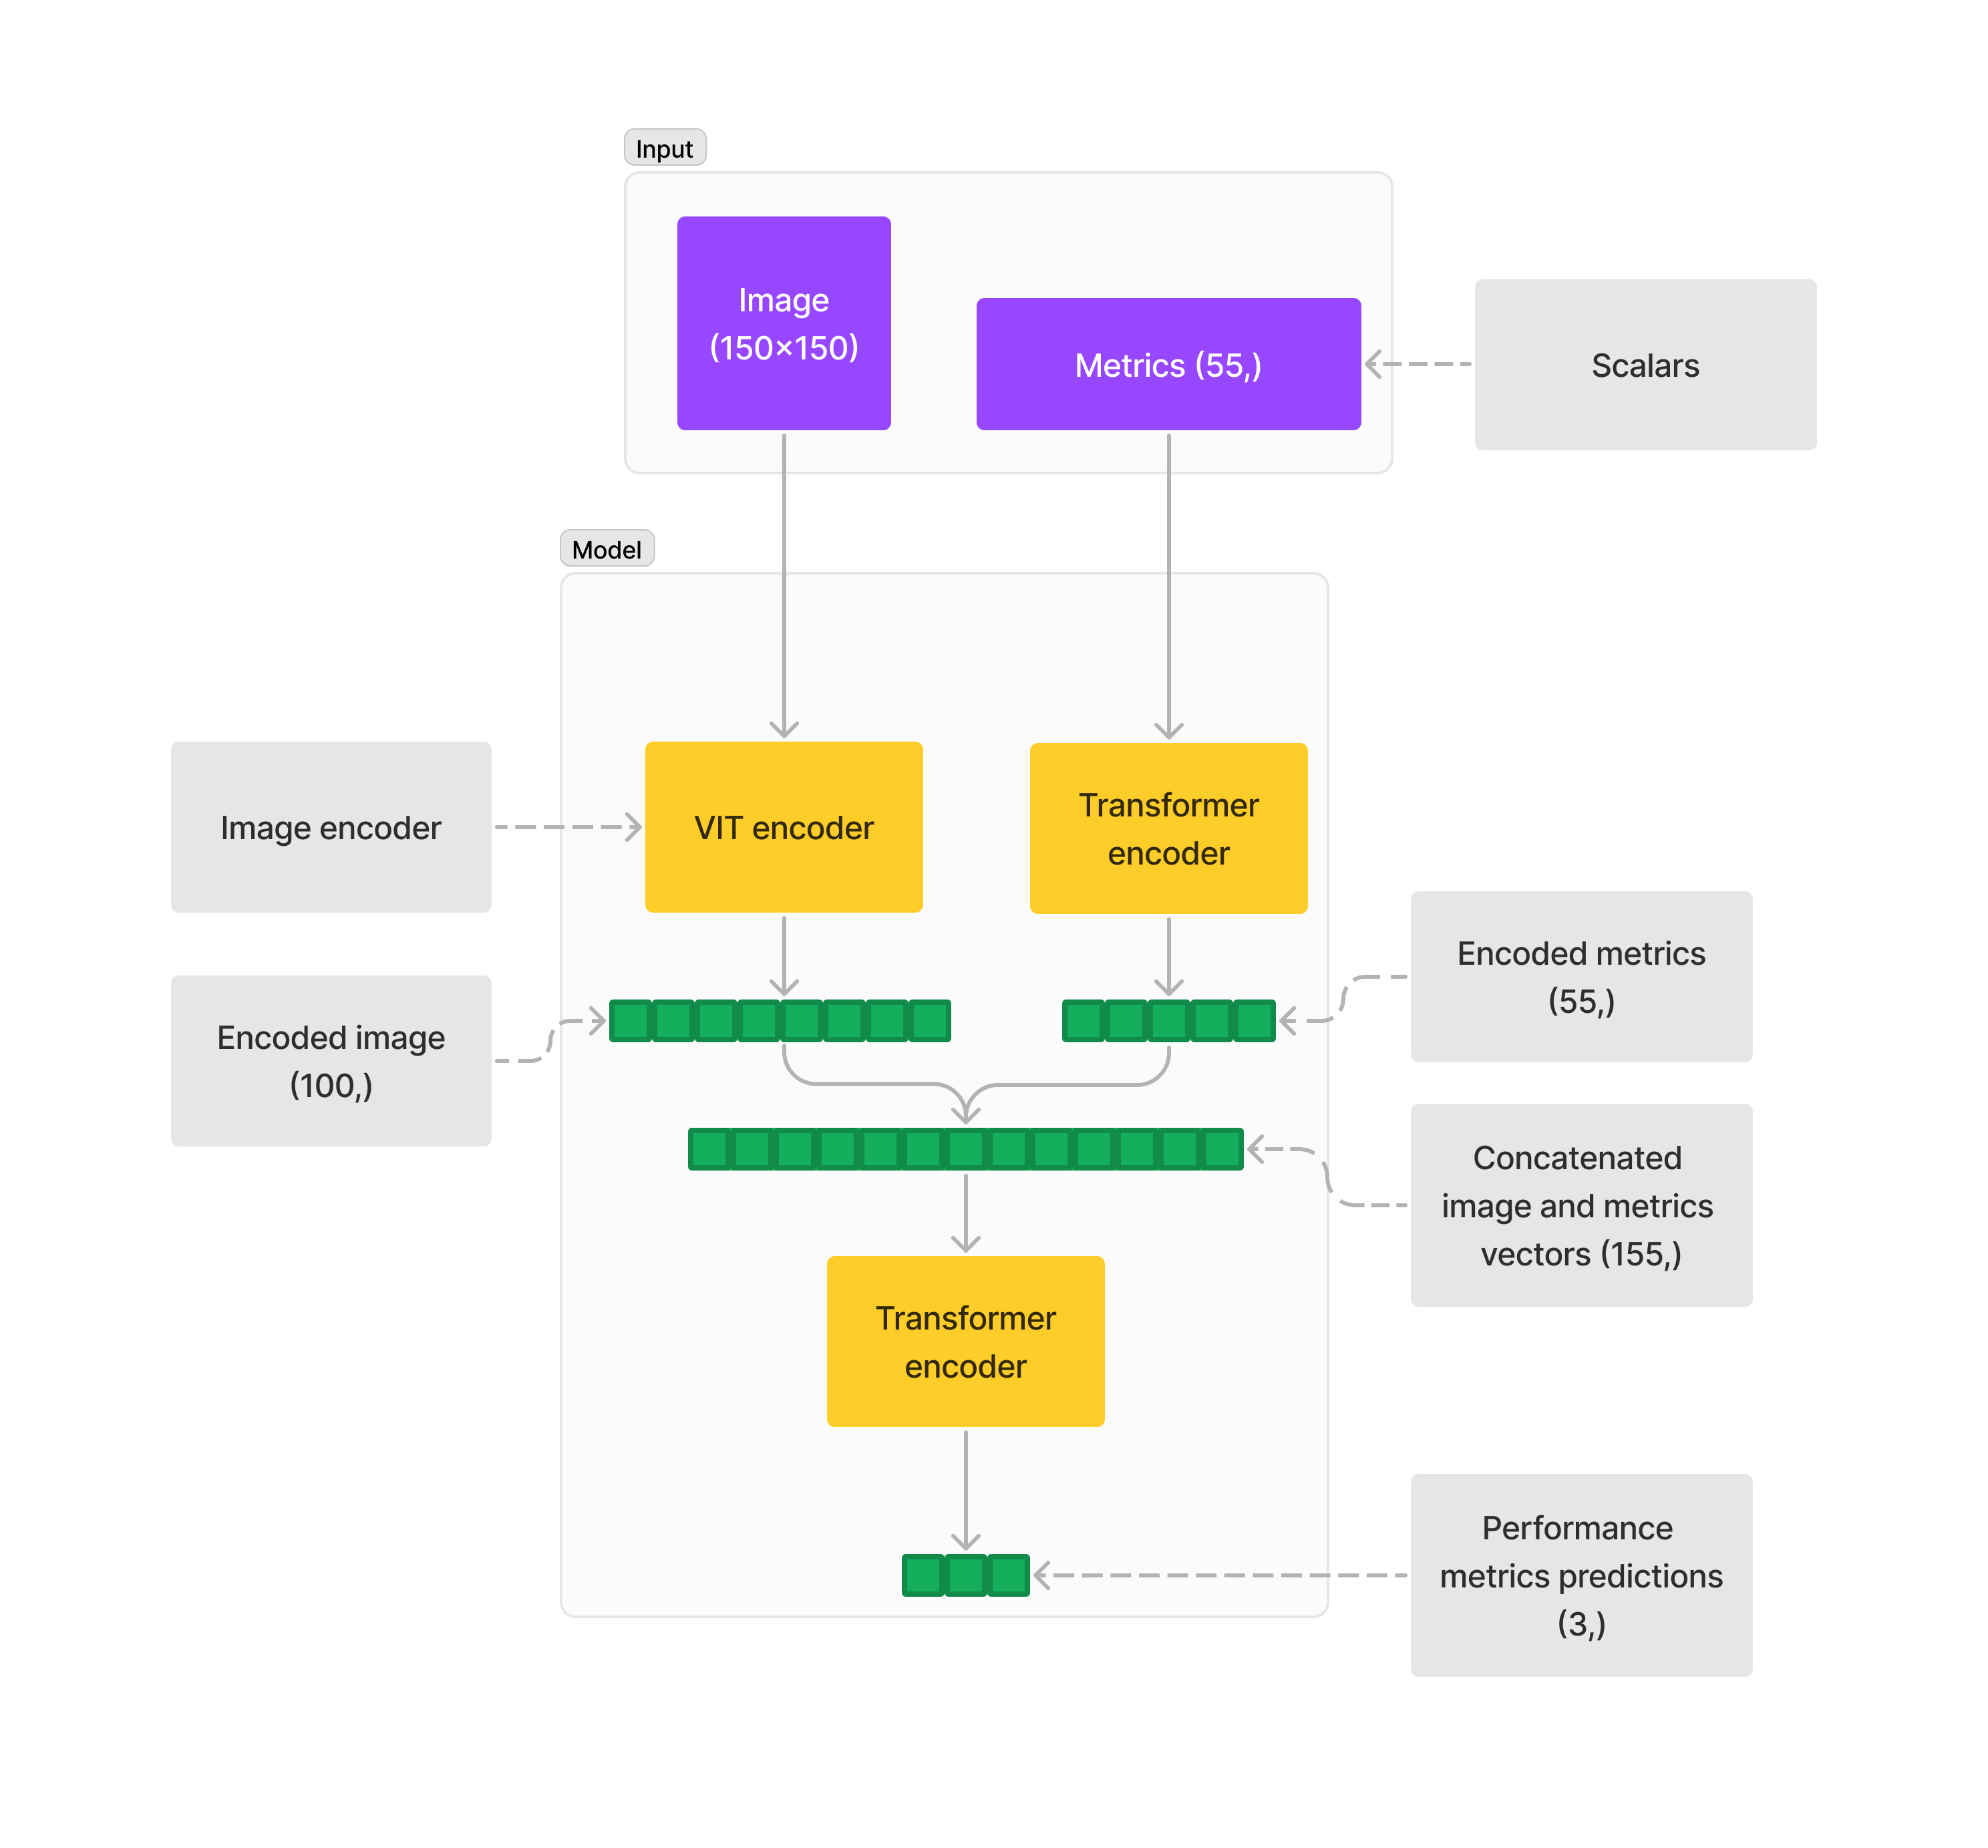 Input
Image
(150×150)
Metrics (55,)
Scalars
Model
Image encoder
VIT encoder
Transformer
encoder
Encoded image
(100,)
Encoded metrics
(55,)
Concatenated
image and metrics
vectors (155,)
Transformer
encoder
Performance
metrics predictions
(3,)